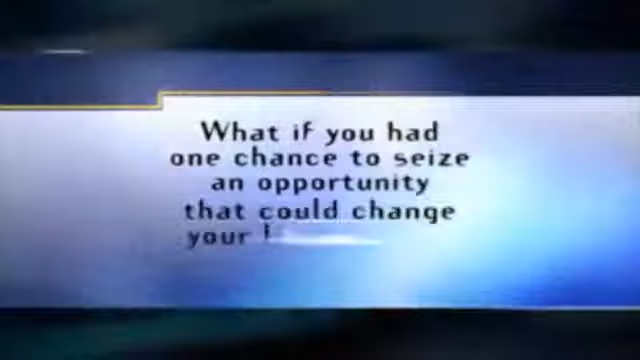 What if you had
one chance to seize
an opportunity
that could change
your